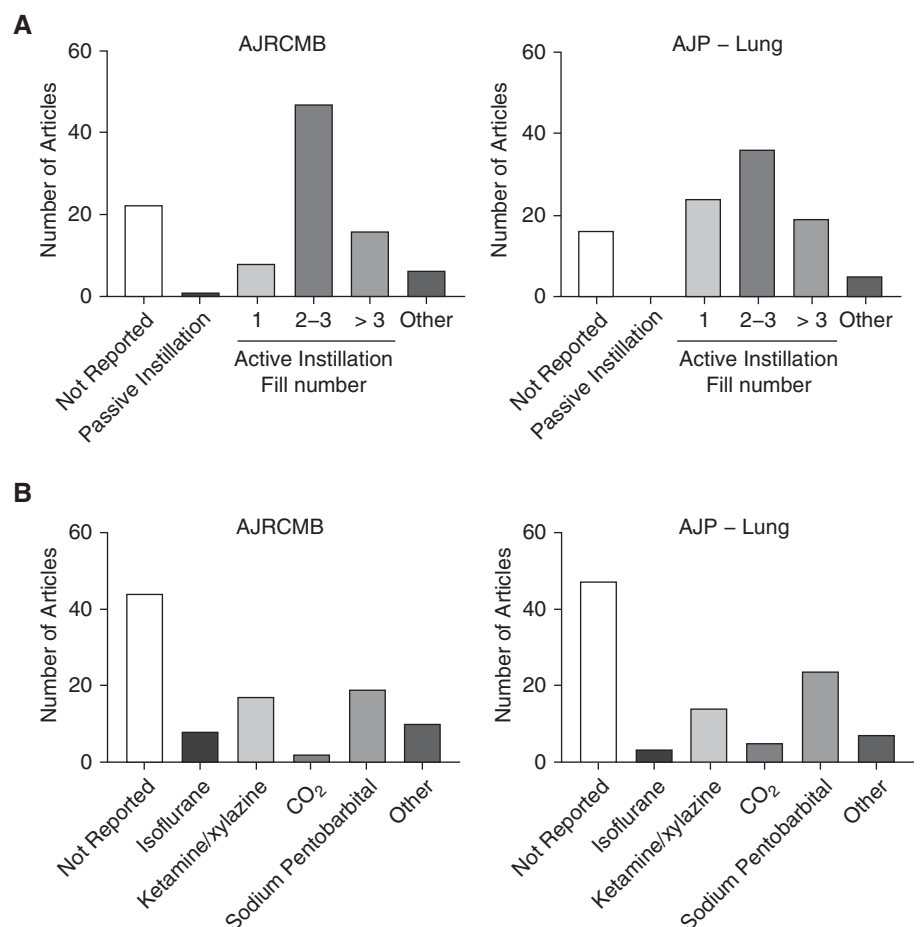 A
AJRCMB
60
40
20
0
Number of Articles
Not Reported
Passive Instillation
1
2–3
> 3
Other
Active Instillation
Fill number
AJP – Lung
60
40
20
0
Number of Articles
Not Reported
Passive Instillation
1
2–3
> 3
Other
Active Instillation
Fill number
B
AJRCMB
60
40
20
0
Number of Articles
Not Reported
Isoflurane
Ketamine/xylazine
CO₂
Sodium Pentobarbital
Other
AJP – Lung
60
40
20
0
Number of Articles
Not Reported
Isoflurane
Ketamine/xylazine
CO₂
Sodium Pentobarbital
Other